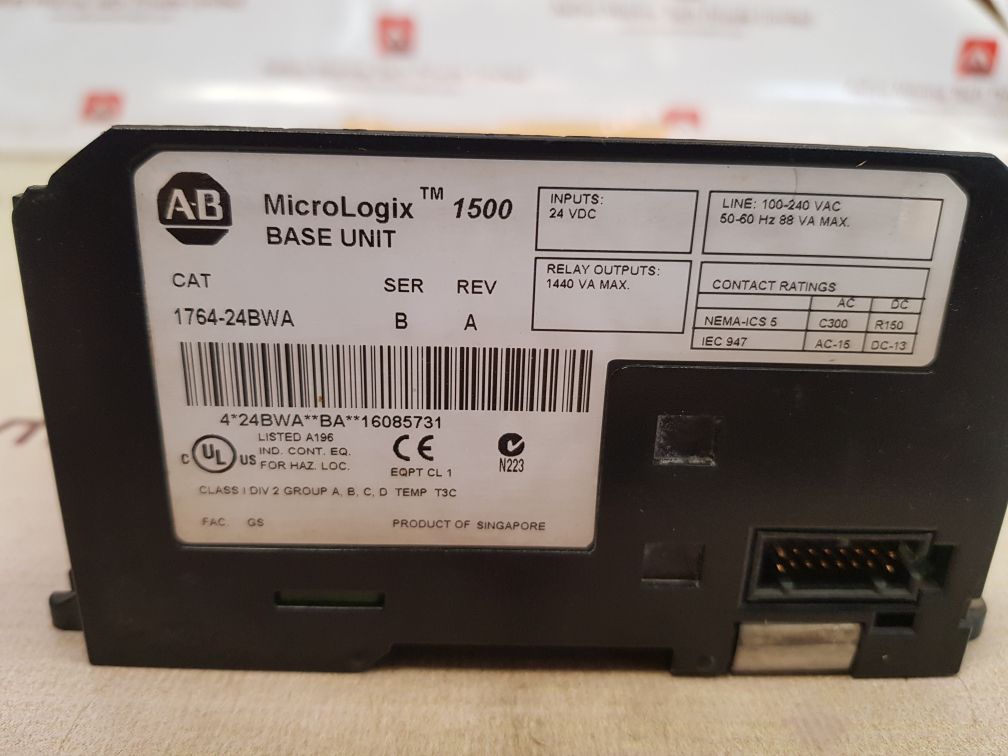 A-B
MicroLogix™ 1500
BASE UNIT
CAT SER REV
1764-24BWA B A
4*24BWA**BA**16085731
C UL US
LISTED A196
IND. CONT. EQ.
FOR HAZ. LOC.
CE
EQPT CL 1
N223
CLASS I DIV 2 GROUP A, B, C, D TEMP T3C
FAC. GS PRODUCT OF SINGAPORE
INPUTS:
24 VDC
RELAY OUTPUTS:
1440 VA MAX.
LINE: 100-240 VAC
50-60 Hz 88 VA MAX.
CONTACT RATINGS
AC DC
NEMA-ICS 5 C300 R150
IEC 947 AC-15 DC-13